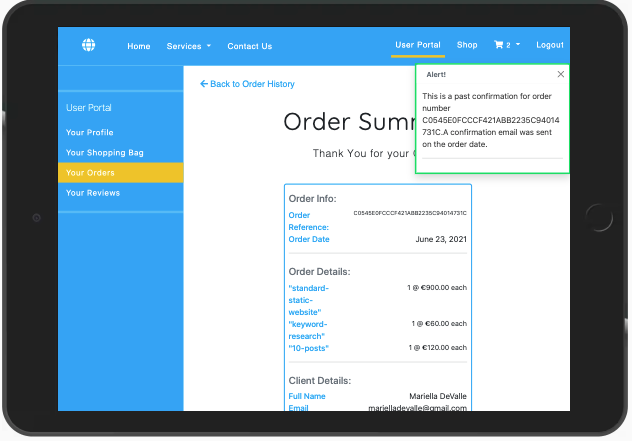 Home Services Contact Us User Portal Shop 2 Logout
User Portal
Your Profile
Your Shopping Bag
Your Orders
Your Reviews
Back to Order History
Order Summ
Thank You for your
Alert!
This is a past confirmation for order
number
C0545E0FCCCF421ABB2235C94014
731C.A confirmation email was sent
on the order date.
Order Info:
Order C0545E0FCCCF421ABB2235C94014731C
Reference:
Order Date June 23, 2021
Order Details:
"standard- 1 @ €900.00 each
static-
website"
"keyword- 1 @ €60.00 each
research"
"10-posts" 1 @ €120.00 each
Client Details:
Full Name Mariella DeValle
Email marielladevalle@gmail.com